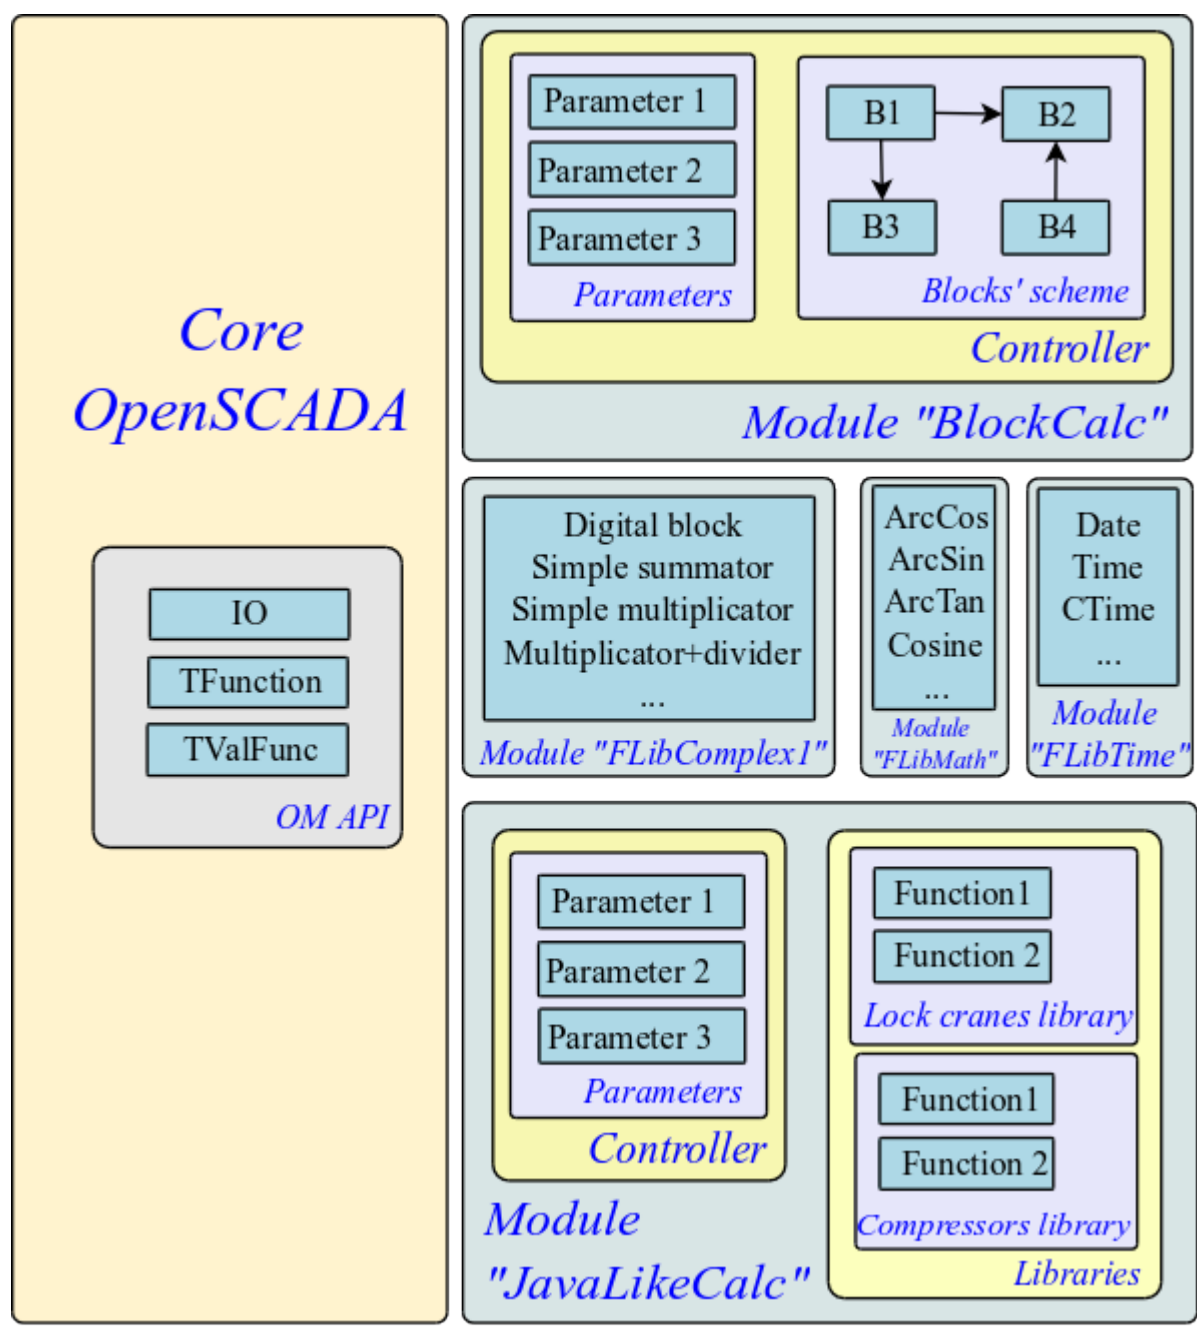 Core
OpenSCADA
IO
TFunction
TValFunc
OM API
Parameter 1
Parameter 2
Parameter 3
Parameters
B1
B2
B3
B4
Blocks' scheme
Controller
Module "BlockCalc"
Digital block
Simple summator
Simple multiplicator
Multiplicator+divider
...
Module "FLibComplex1"
ArcCos
ArcSin
ArcTan
Cosine
...
Module
"FLibMath"
Date
Time
CTime
...
Module
"FLibTime"
Parameter 1
Parameter 2
Parameter 3
Parameters
Controller
Function1
Function 2
Lock cranes library
Function1
Function 2
Compressors library
Libraries
Module
"JavaLikeCalc"